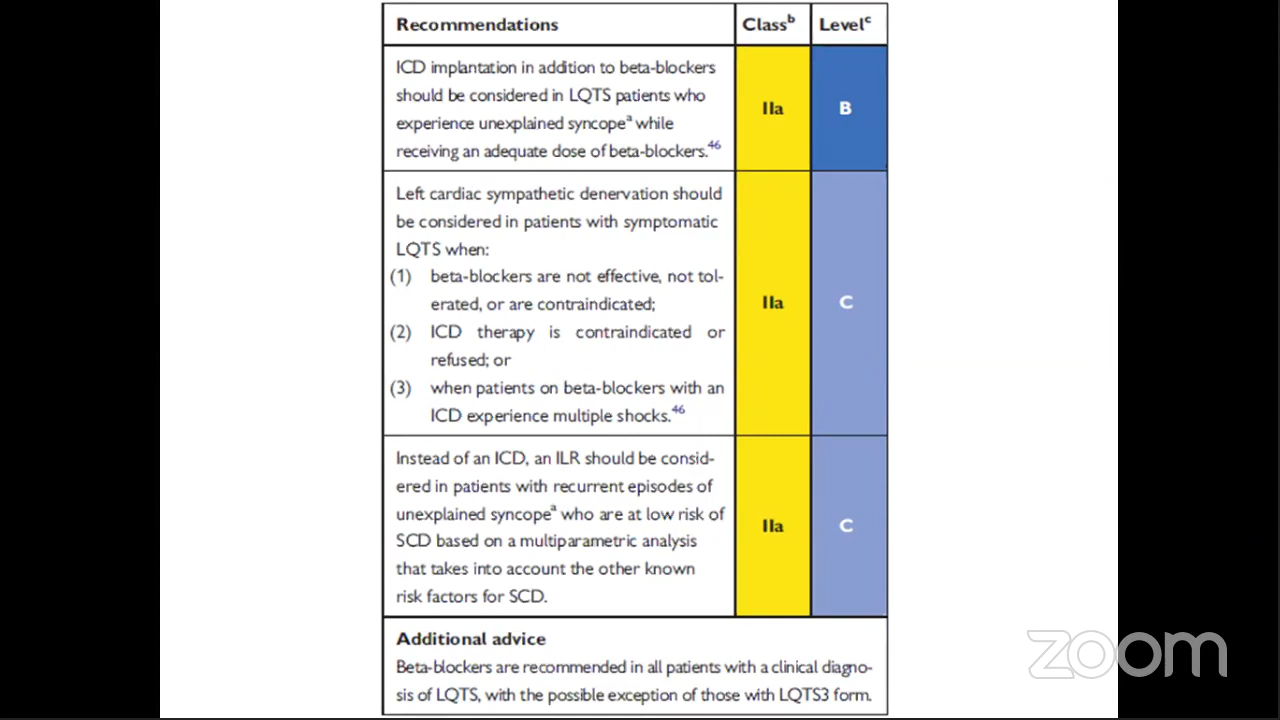 Recommendations Classᵇ Levelᶜ
ICD implantation in addition to beta-blockers
should be considered in LQTS patients who
experience unexplained syncopeᵃ while
receiving an adequate dose of beta-blockers.⁴⁶
IIa B
Left cardiac sympathetic denervation should
be considered in patients with symptomatic
LQTS when:
(1) beta-blockers are not effective, not tol-
erated, or are contraindicated;
(2) ICD therapy is contraindicated or
refused; or
(3) when patients on beta-blockers with an
ICD experience multiple shocks.⁴⁶
IIa C
Instead of an ICD, an ILR should be consid-
ered in patients with recurrent episodes of
unexplained syncopeᵃ who are at low risk of
SCD based on a multiparametric analysis
that takes into account the other known
risk factors for SCD.
IIa C
Additional advice
Beta-blockers are recommended in all patients with a clinical diagno-
sis of LQTS, with the possible exception of those with LQTS3 form.
zoom